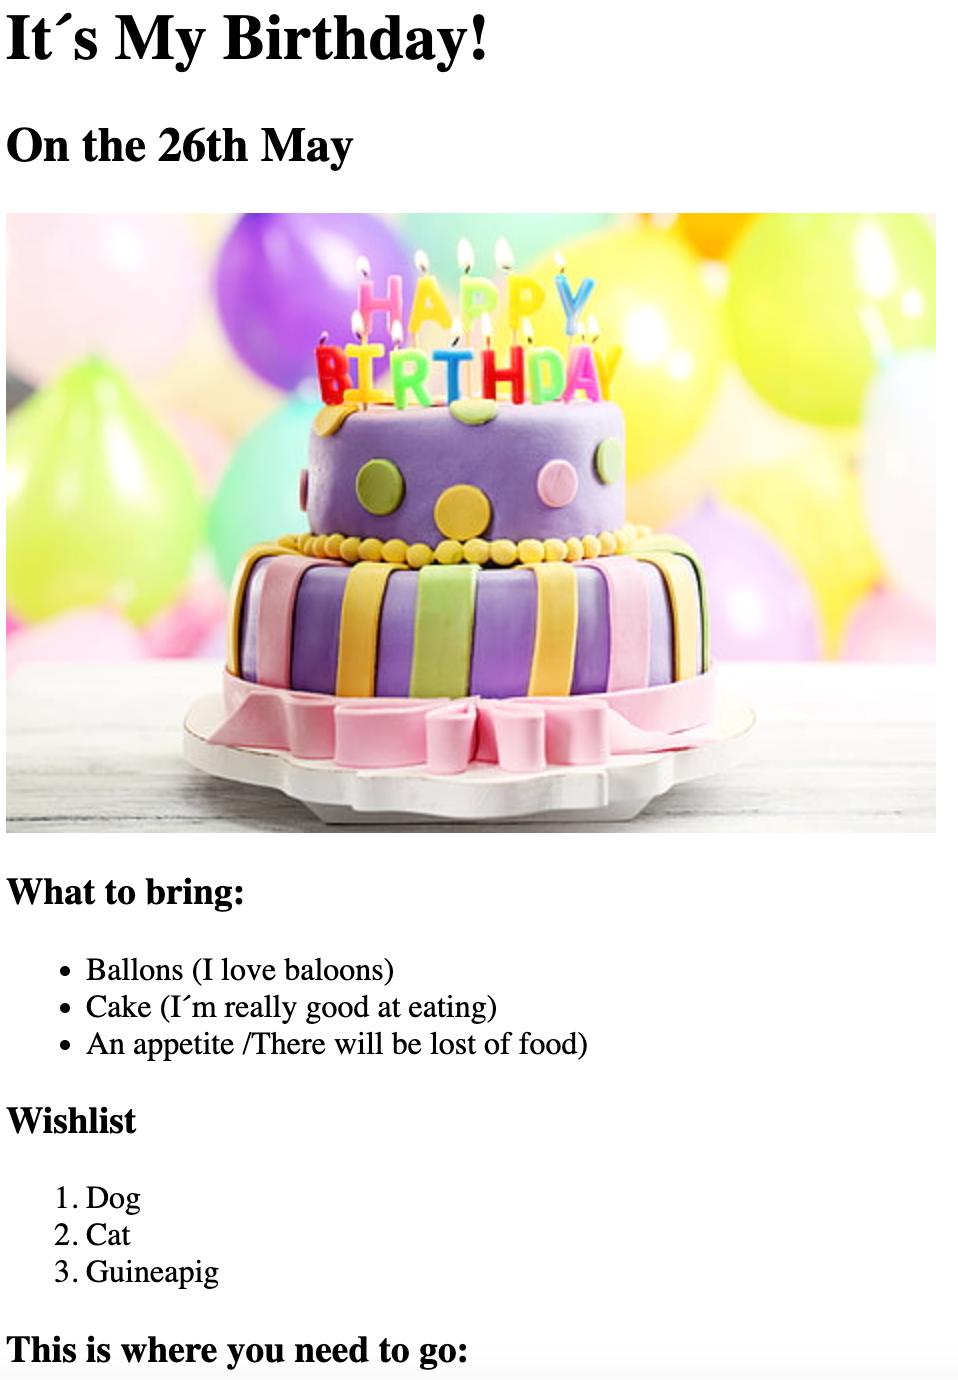 It´s My Birthday!
On the 26th May
HAPPY
BIRTHDAY
What to bring:
• Ballons (I love baloons)
• Cake (I´m really good at eating)
• An appetite /There will be lost of food)
Wishlist
1. Dog
2. Cat
3. Guineapig
This is where you need to go: